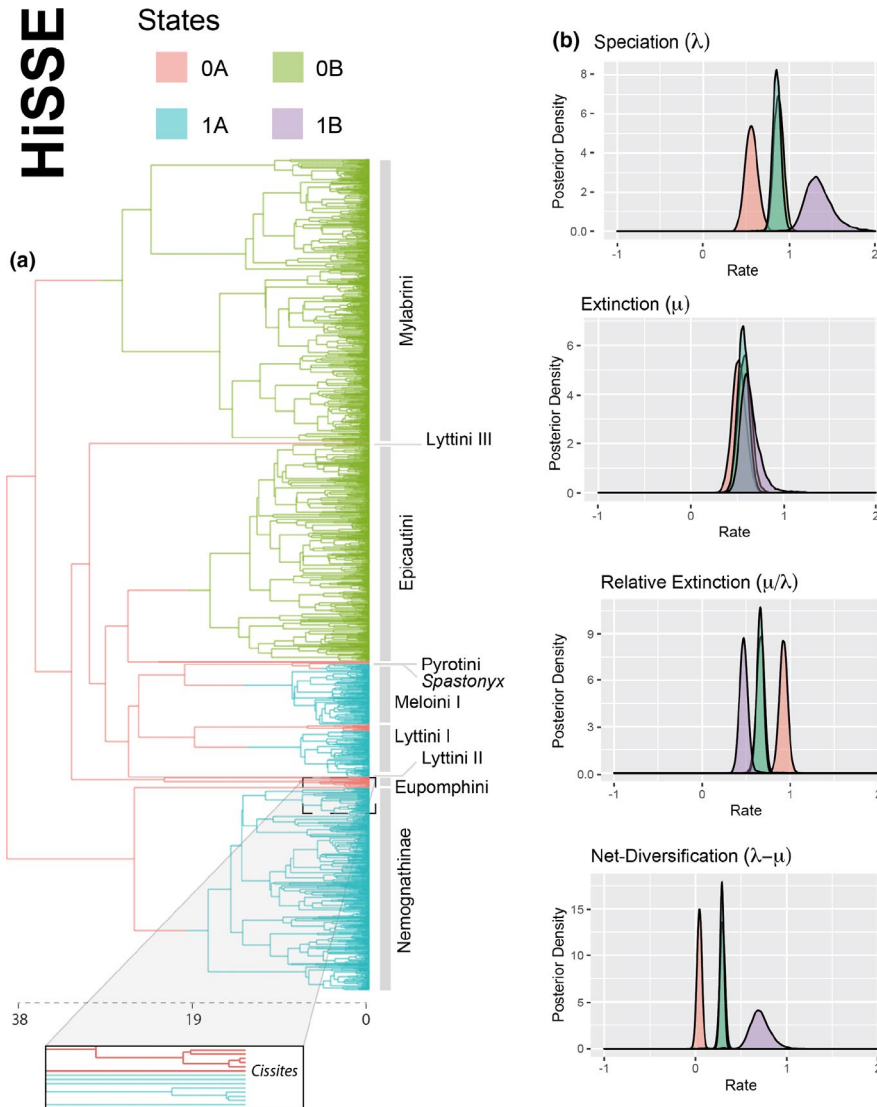 HiSSE
States
0A 0B
1A 1B
(a)
Mylabrini
Lyttini III
Epicautini
Pyrotini
Spastonyx
Meloini I
Lyttini I
Lyttini II
Eupomphini
Nemognathinae
38 19 0
Cissites
(b) Speciation (λ)
Posterior Density
8
6
4
2
0.0
-1 0 1 2
Rate
Extinction (μ)
Posterior Density
6
4
2
0
-1 0 1 2
Rate
Relative Extinction (μ/λ)
Posterior Density
9
6
3
0.0
-1 0 1 2
Rate
Net-Diversification (λ–μ)
Posterior Density
15
10
5
0
-1 0 1 2
Rate